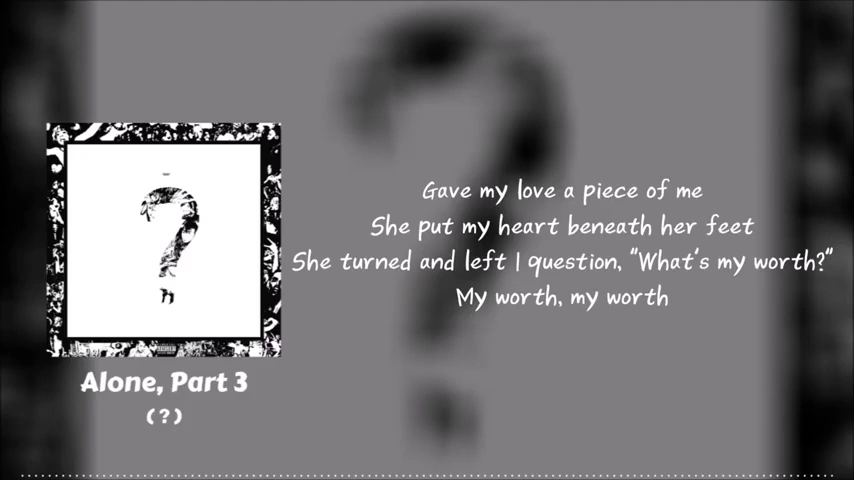 Gave my love a piece of me
She put my heart beneath her feet
She turned and left I question, "What's my worth?"
My worth, my worth
Alone, Part 3
(?)